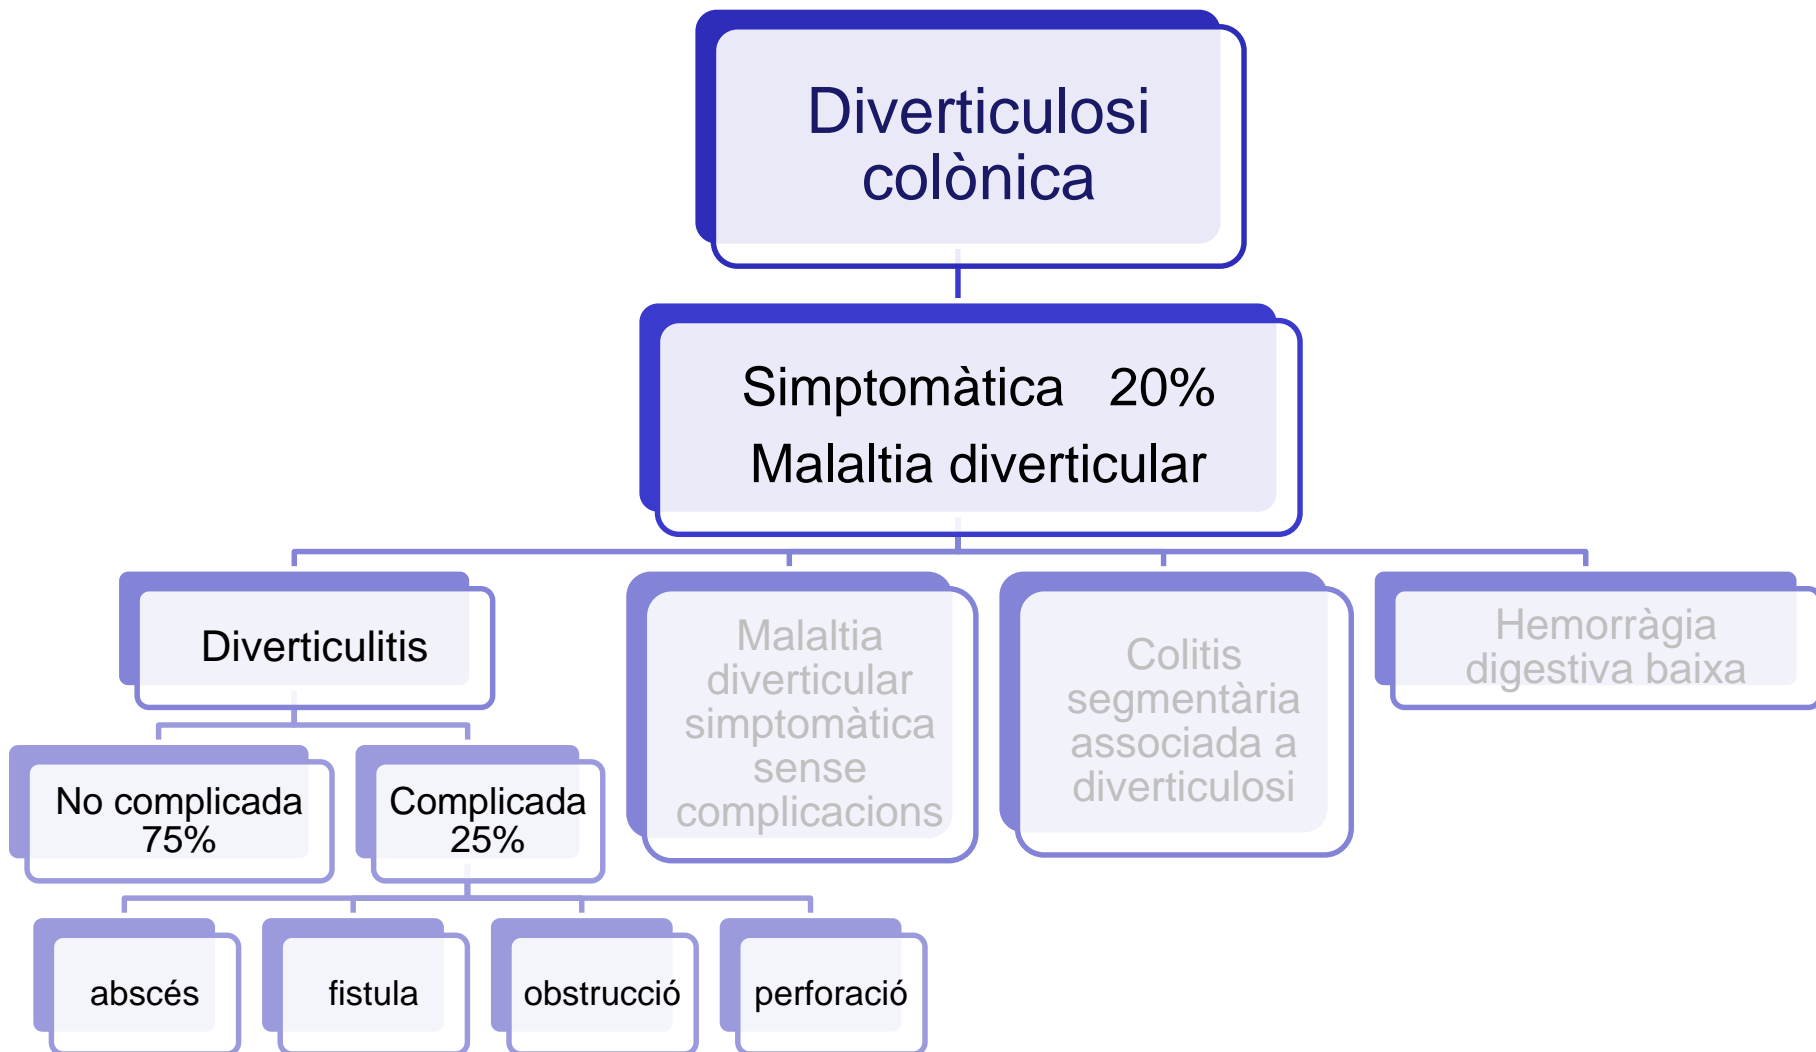 Diverticulosi
colònica
Simptomàtica 20%
Malaltia diverticular
Diverticulitis
Malaltia
diverticular
simptomàtica
sense
complicacions
Colitis
segmentària
associada a
diverticulosi
Hemorràgia
digestiva baixa
No complicada
75%
Complicada
25%
abscés
fistula
obstrucció
perforació